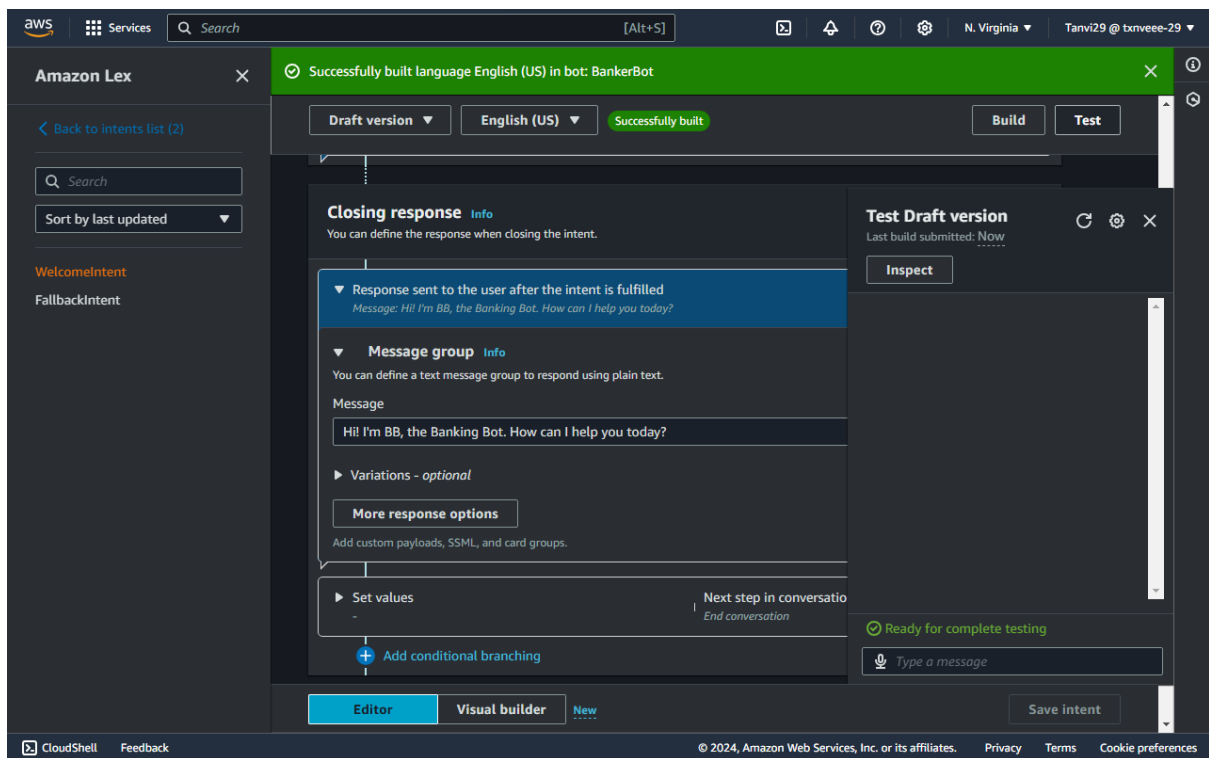 aws Services Search [Alt+S] N. Virginia ▼ Tanvi29 @ txnveee-29 ▼
Amazon Lex
Back to intents list (2)
Search
Sort by last updated
WelcomeIntent
FallbackIntent
Successfully built language English (US) in bot: BankerBot
Draft version ▼ English (US) ▼ Successfully built Build Test
Closing response Info
You can define the response when closing the intent.
Response sent to the user after the intent is fulfilled
Message: Hi! I'm BB, the Banking Bot. How can I help you today?
Message group Info
You can define a text message group to respond using plain text.
Message
Hi! I'm BB, the Banking Bot. How can I help you today?
Variations - optional
More response options
Add custom payloads, SSML, and card groups.
Set values
-
Next step in conversatio
End conversation
Add conditional branching
Test Draft version
Last build submitted: Now
Inspect
Ready for complete testing
Type a message
Editor Visual builder New Save intent
CloudShell Feedback © 2024, Amazon Web Services, Inc. or its affiliates. Privacy Terms Cookie preferences